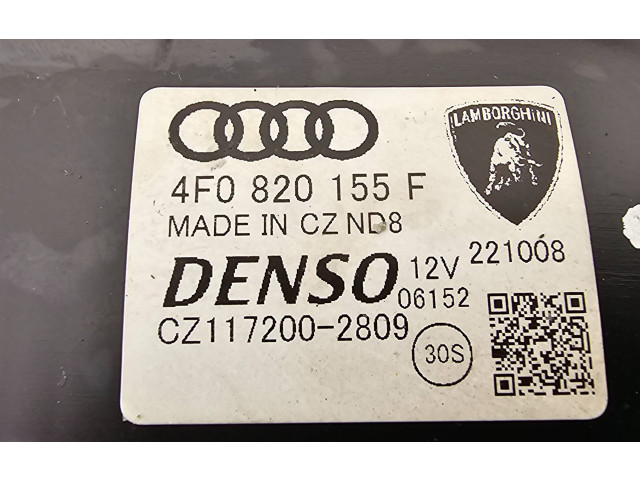 LAMBORGHINI
4F0 820 155 F
MADE IN CZ ND8
DENSO 12V 221008
06152
CZ117200-2809
30S